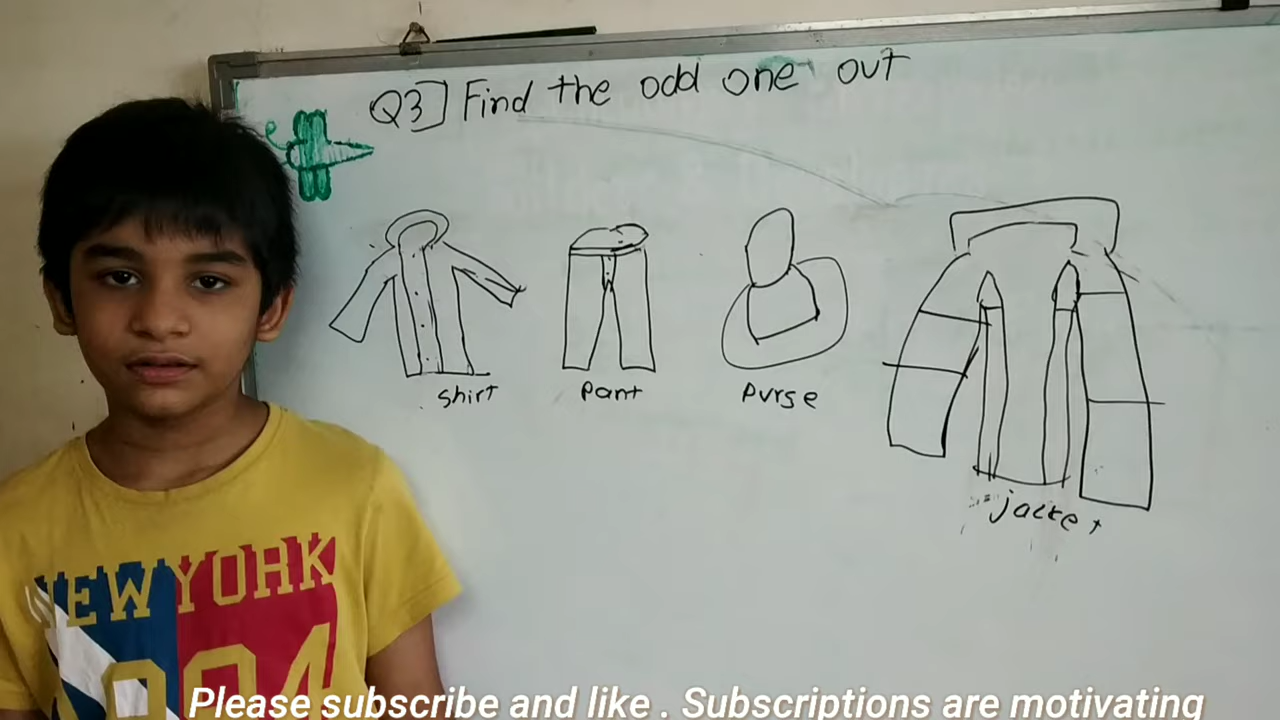 Q3] Find the odd one out
shirt
pant
purse
jacket
NEW YORK
Please subscribe and like . Subscriptions are motivating